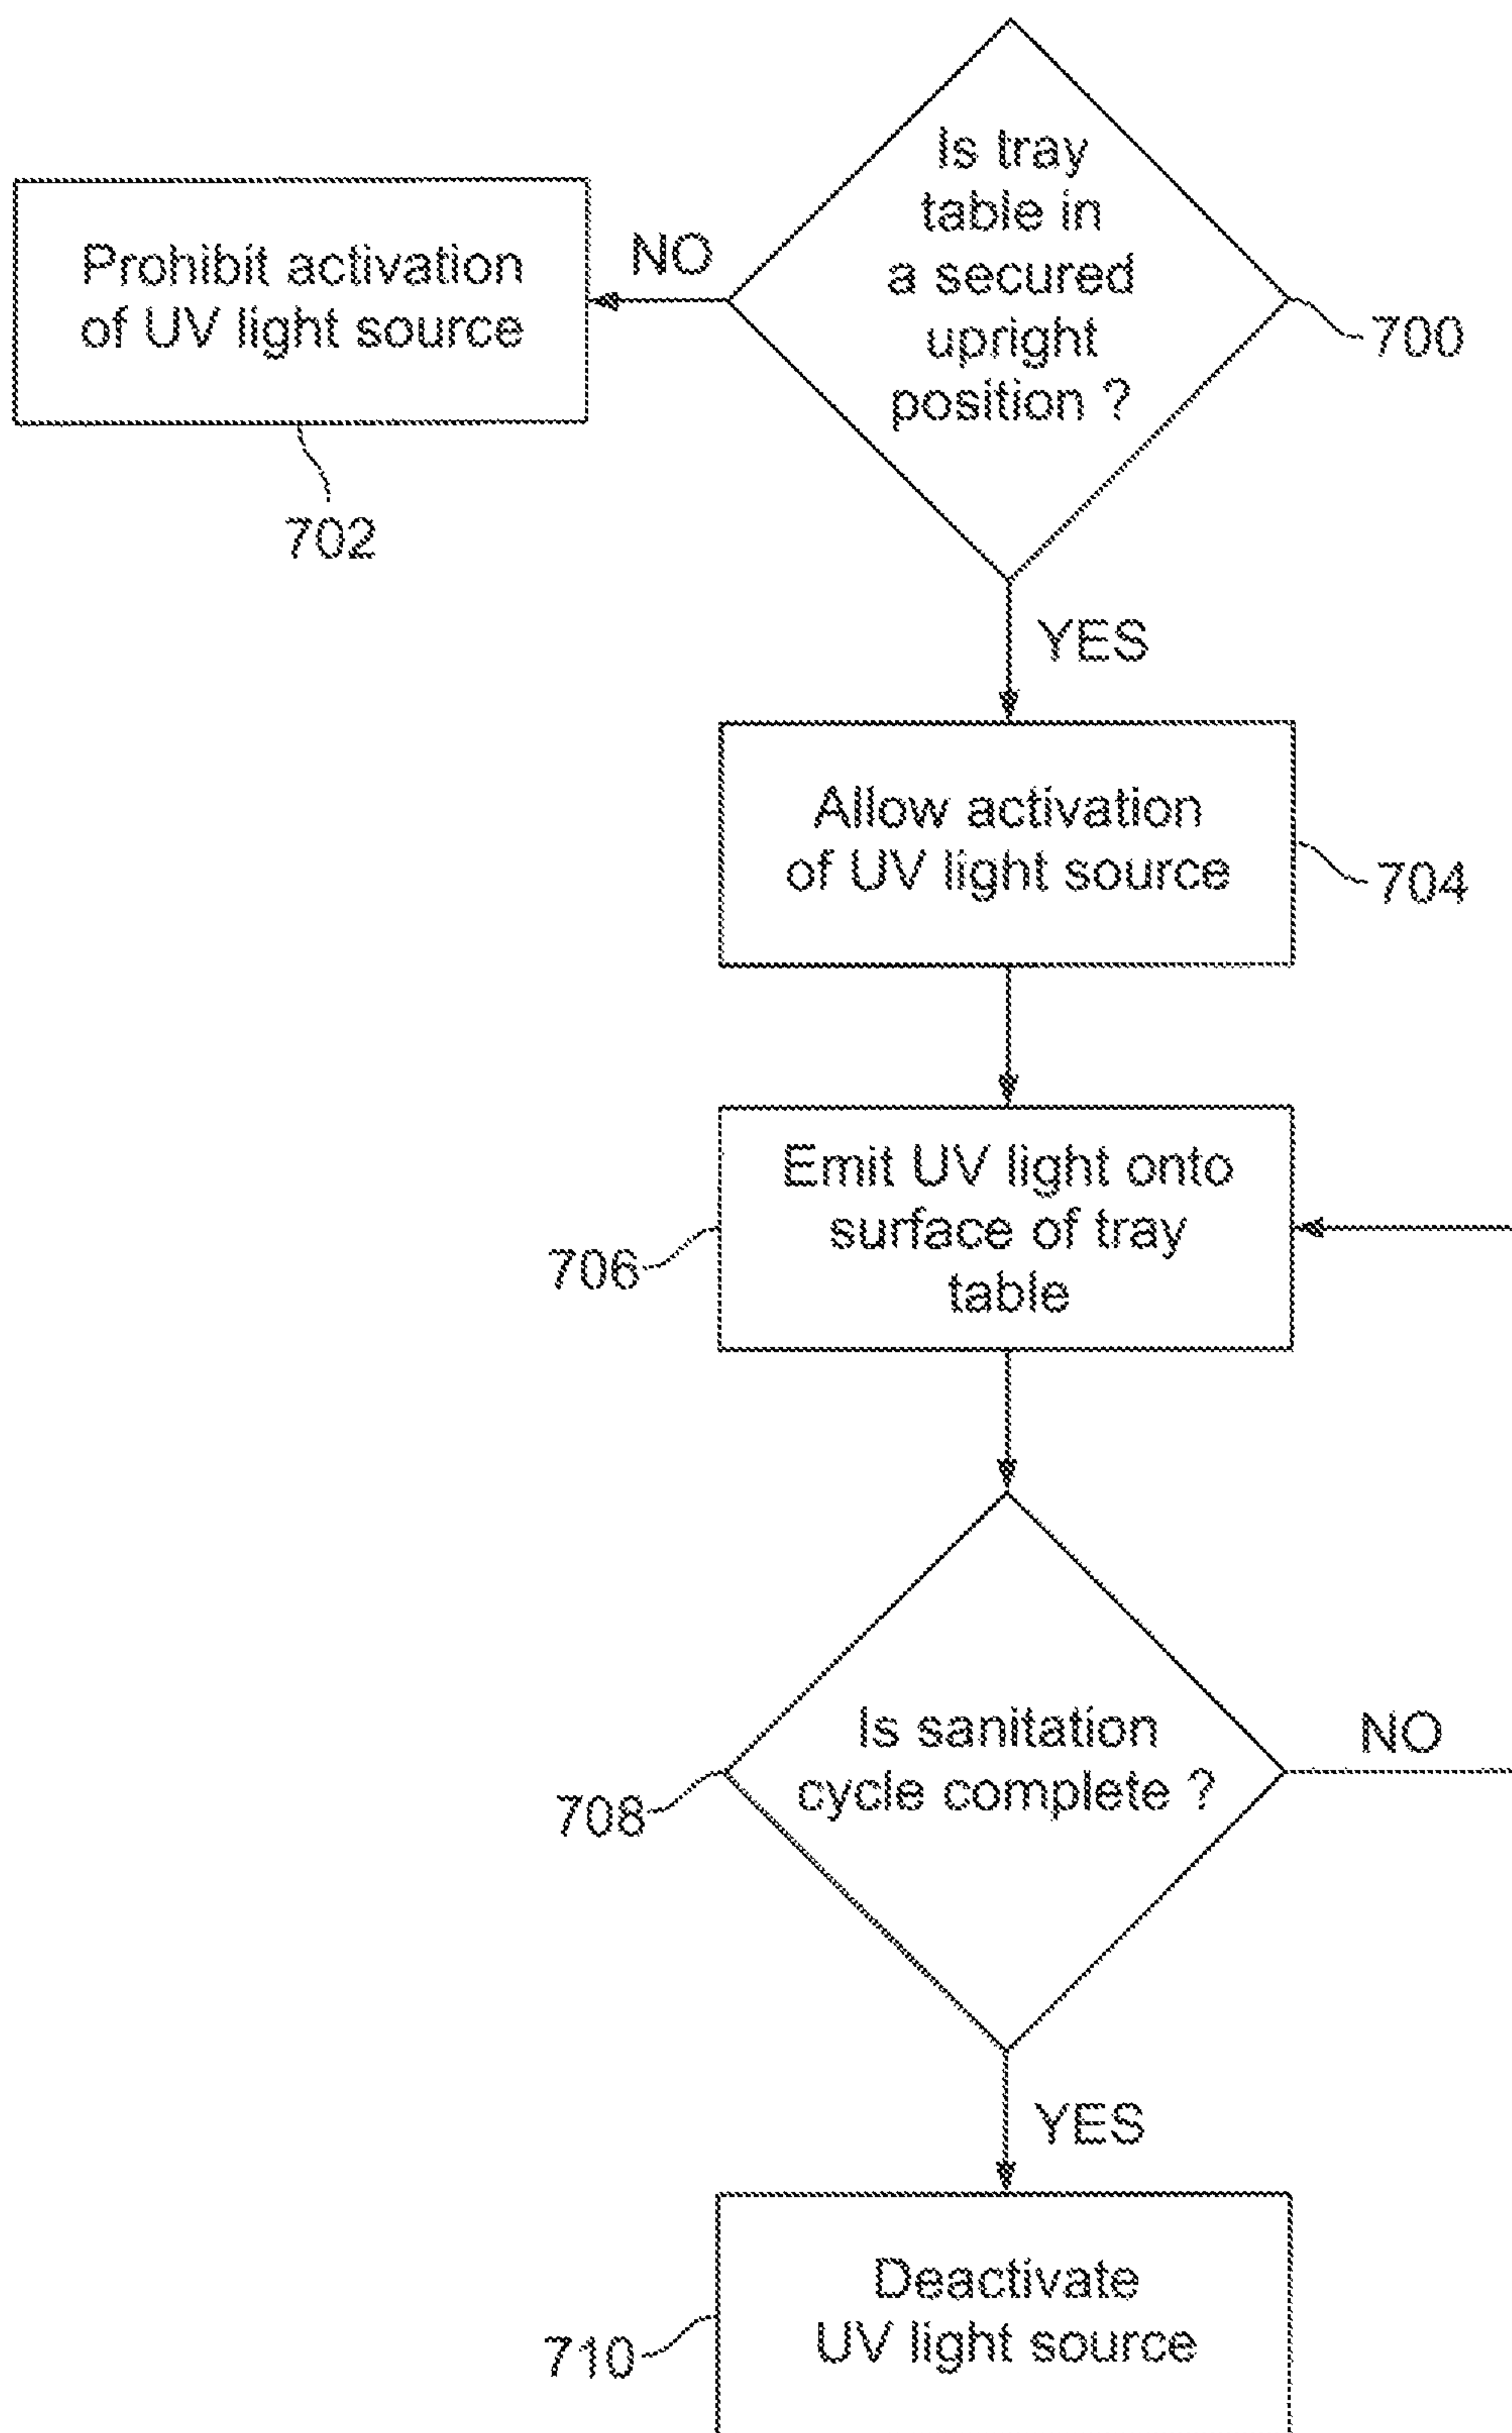 Is tray
table in
a secured
upright
position ?
700
NO
Prohibit activation
of UV light source
702
YES
Allow activation
of UV light source
704
Emit UV light onto
surface of tray
table
706
Is sanitation
cycle complete ?
708
NO
YES
Deactivate
UV light source
710